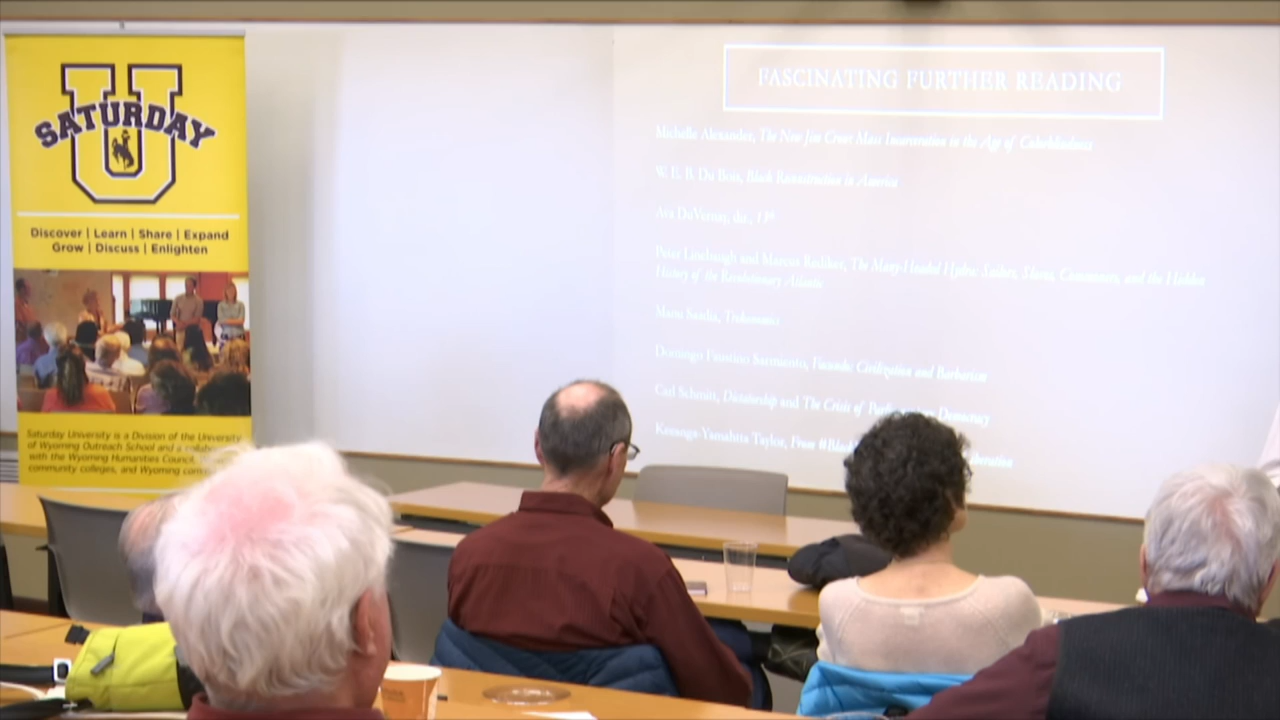 SATURDAY
U
Discover | Learn | Share | Expand
Grow | Discuss | Enlighten
Saturday University is a Division of the University
of Wyoming Outreach School and a
with the Wyoming Humanities Council,
community colleges, and Wyoming
FASCINATING FURTHER READING
Michelle Alexander, The New Jim Crow: Mass Incarceration in the Age of Colorblindness
W. E. B. Du Bois, Black Reconstruction in America
Ava DuVernay, dir., 13th
Peter Linebaugh and Marcus Rediker, The Many-Headed Hydra: Sailors, Slaves, Commoners, and the Hidden
History of the Revolutionary Atlantic
Domingo Faustino Sarmiento, Facundo: Civilization and Barbarism
Carl Schmitt, Dictatorship and The Crisis of Democracy
Keeanga-Yamahtta Taylor, From